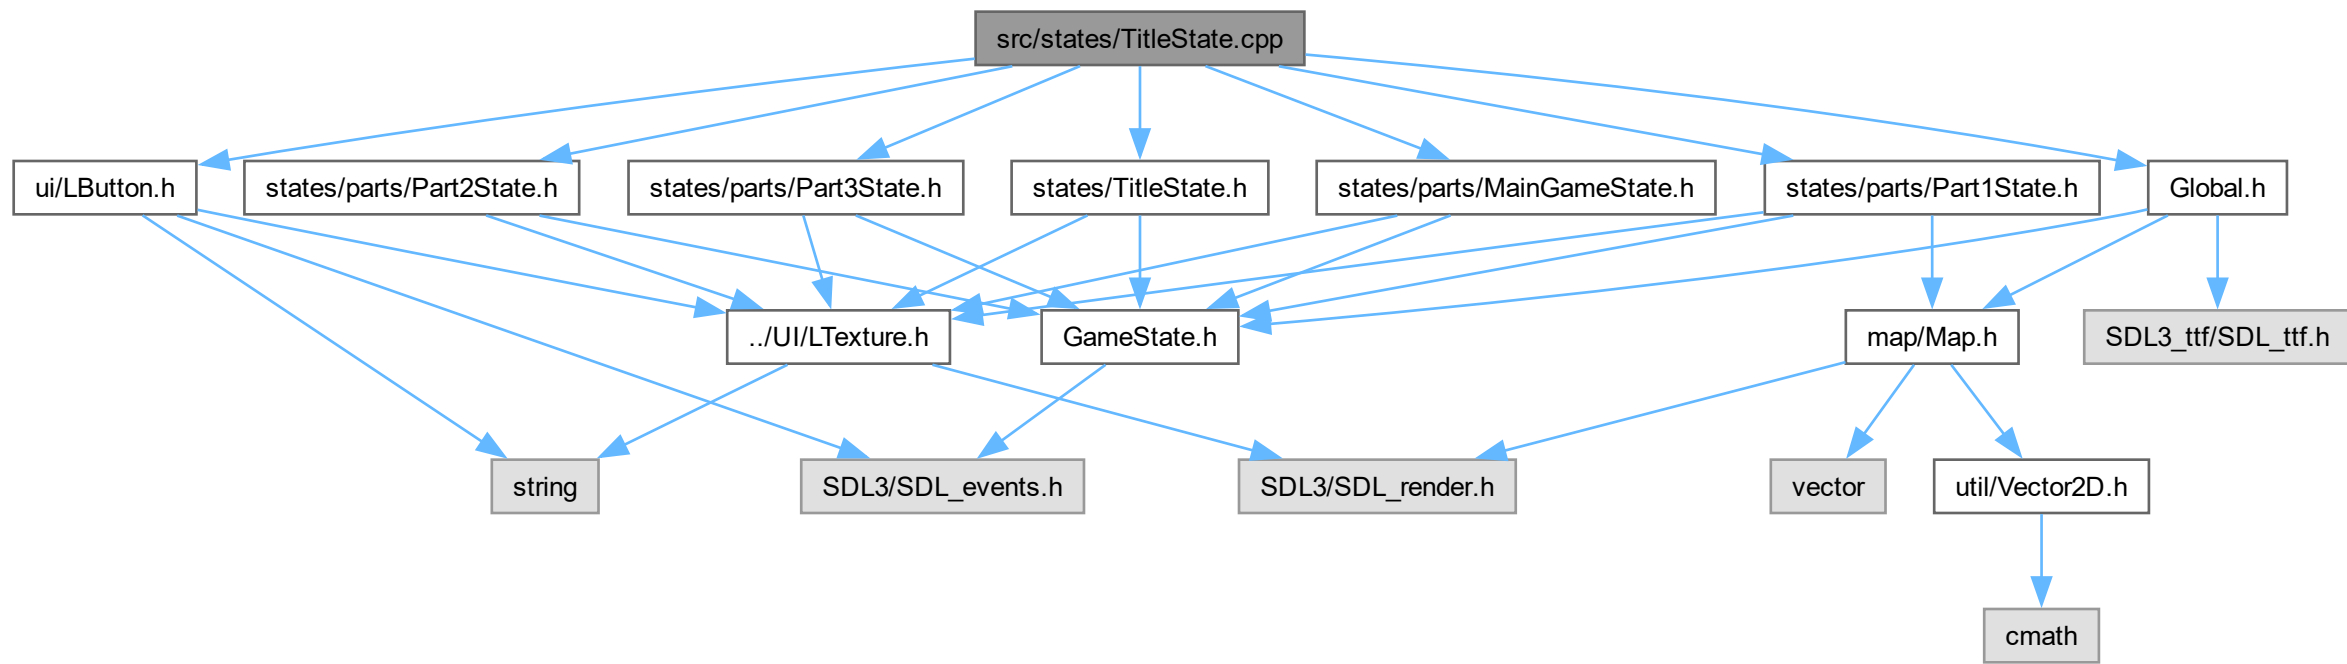 src/states/TitleState.cpp
ui/LButton.h
states/parts/Part2State.h
states/parts/Part3State.h
states/TitleState.h
states/parts/MainGameState.h
states/parts/Part1State.h
Global.h
../UI/LTexture.h
GameState.h
map/Map.h
SDL3_ttf/SDL_ttf.h
string
SDL3/SDL_events.h
SDL3/SDL_render.h
vector
util/Vector2D.h
cmath